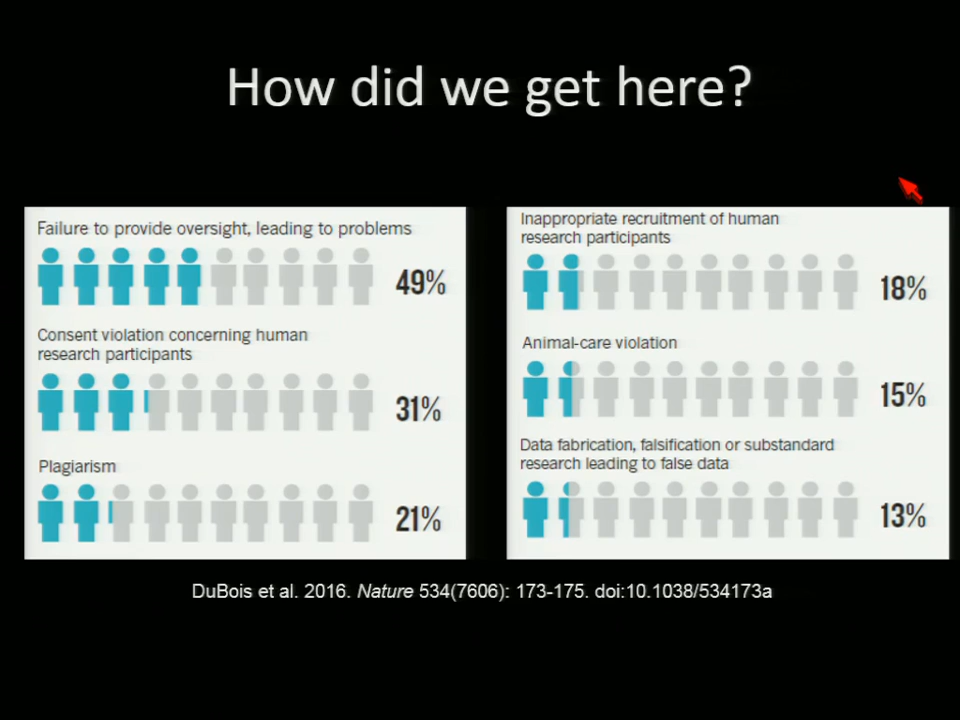 How did we get here?
Failure to provide oversight, leading to problems
49%
Consent violation concerning human
research participants
31%
Plagiarism
21%
Inappropriate recruitment of human
research participants
18%
Animal-care violation
15%
Data fabrication, falsification or substandard
research leading to false data
13%
DuBois et al. 2016. Nature 534(7606): 173-175. doi:10.1038/534173a